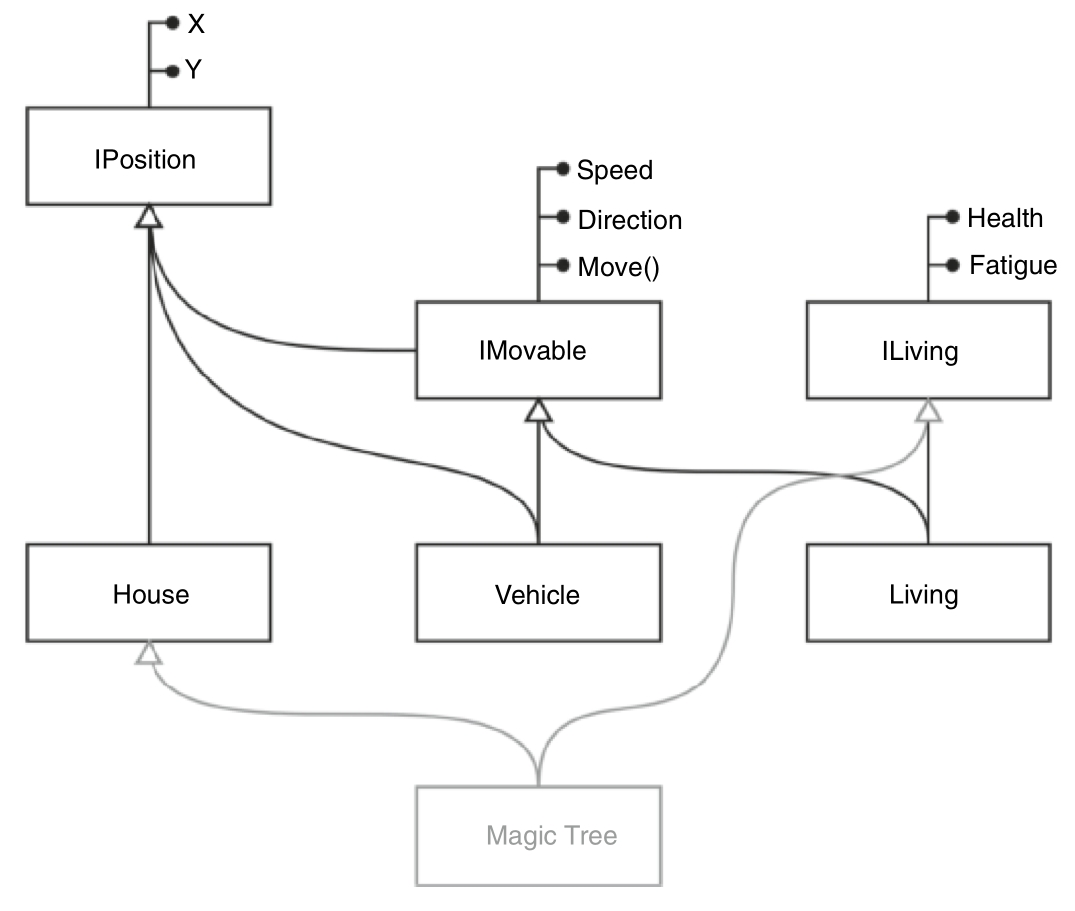 X
Y
IPosition
Speed
Direction
Move()
Health
Fatigue
IMovable
ILiving
House
Vehicle
Living
Magic Tree